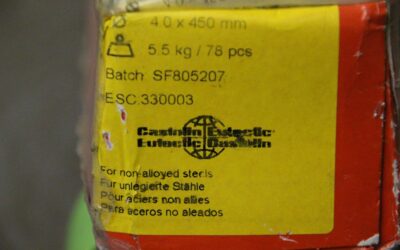 Ø 4.0 x 450 mm
5.5 kg / 78 pcs
Batch SF805207
ESC 330003
Castolin Eutectic®
Eutectic Castolin
For non-alloyed steels
Für unlegierte Stähle
Pour aciers non alliés
Para aceros no aleados